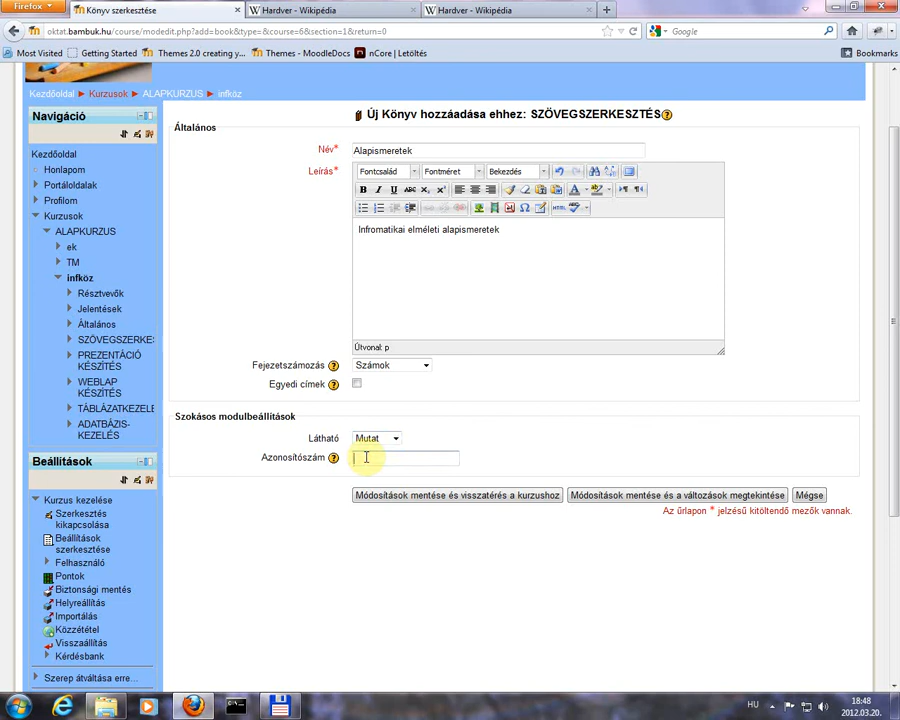 Firefox
Könyv szerkesztése
Hardver - Wikipédia
Hardver - Wikipédia
oktat.bambuk.hu/course/modedit.php?add=book&type=&course=6&section=1&return=0
Google
Most Visited
Getting Started
Themes 2.0 creating y...
Themes - MoodleDocs
nCore | Letöltés
Bookmarks
Kezdőoldal ► Kurzusok ► ALAPKURZUS ► infköz
Navigáció
Kezdőoldal
Honlapom
Portáloldalak
Profilom
Kurzusok
ALAPKURZUS
ek
TM
infköz
Résztvevők
Jelentések
Általános
SZÖVEGSZERKES
PREZENTÁCIÓ
KÉSZÍTÉS
WEBLAP
KÉSZÍTÉS
TÁBLÁZATKEZELE
ADATBÁZIS-
KEZELÉS
Beállítások
Kurzus kezelése
Szerkesztés
kikapcsolása
Beállítások
szerkesztése
Felhasználó
Pontok
Biztonsági mentés
Helyreállítás
Importálás
Közzététel
Visszaállítás
Kérdésbank
Szerep átváltása erre...
Új Könyv hozzáadása ehhez: SZÖVEGSZERKESZTÉS
Általános
Név* Alapismeretek
Leírás*
Fontcsalád
Fontméret
Bekezdés
B I U ABC
HTML
Infromatikai elméleti alapismeretek
Útvonal: p
Fejezetszámozás Számok
Egyedi címek
Szokásos modulbeállítások
Látható Mutat
Azonosítószám
Módosítások mentése és visszatérés a kurzushoz
Módosítások mentése és a változások megtekintése
Mégse
Az űrlapon * jelzésű kitöltendő mezők vannak.
HU
18:48
2012.03.20.